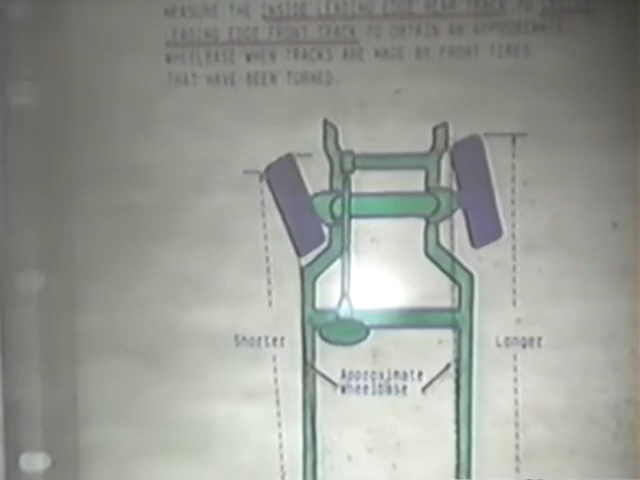 MEASURE THE INSIDE LEADING EDGE REAR TRACK TO
LEADING EDGE FRONT TRACK TO OBTAIN AN APPROXIMATE
WHEELBASE WHEN TRACKS ARE MADE BY FRONT TIRES
THAT HAVE BEEN TURNED.
Shorter
Longer
Approximate
Wheelbase